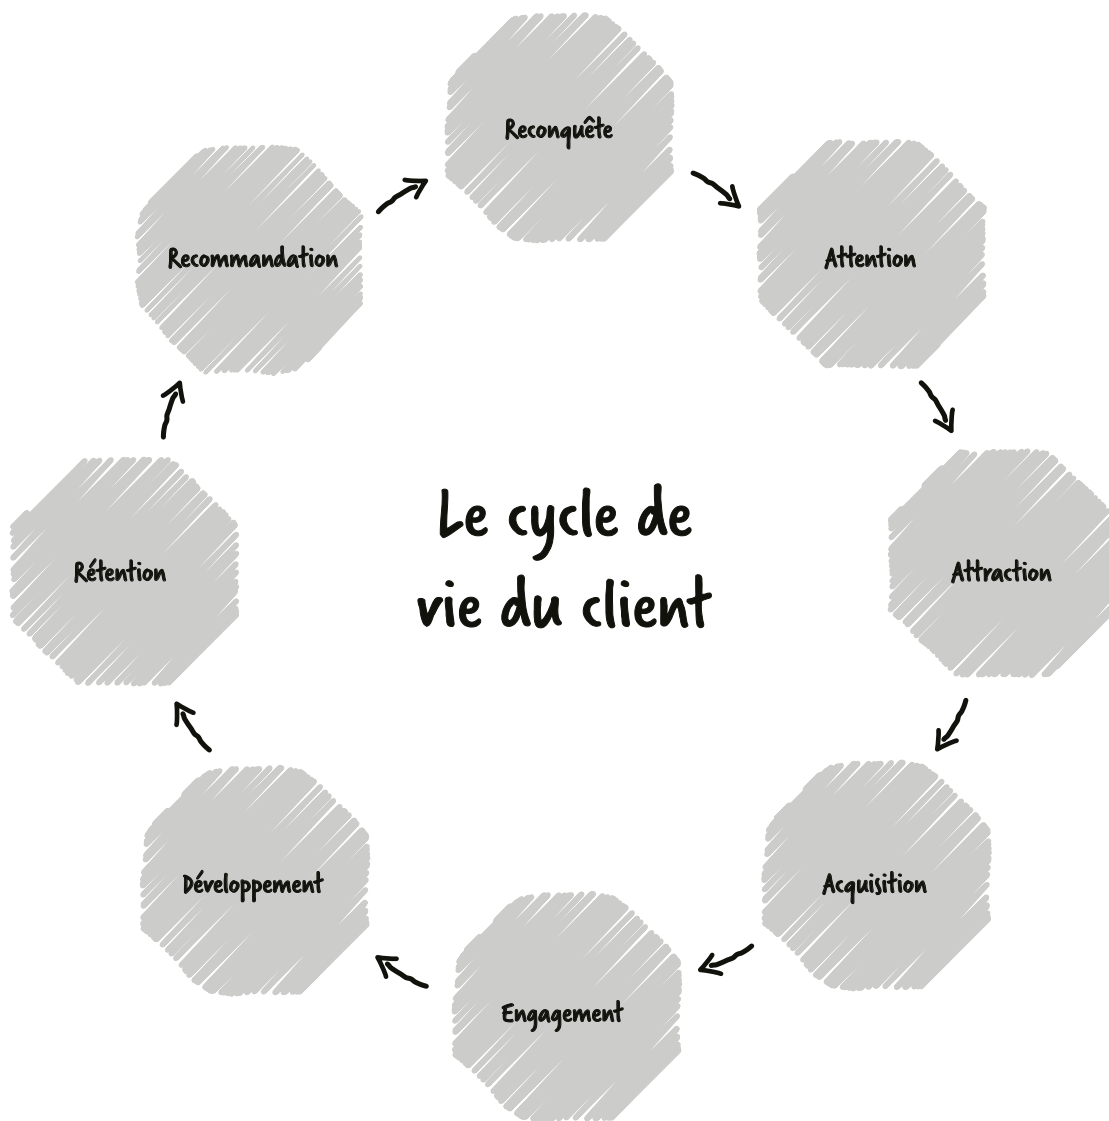 Reconquête
Attention
Attraction
Acquisition
Engagement
Développement
Rétention
Recommandation
Le cycle de
vie du client